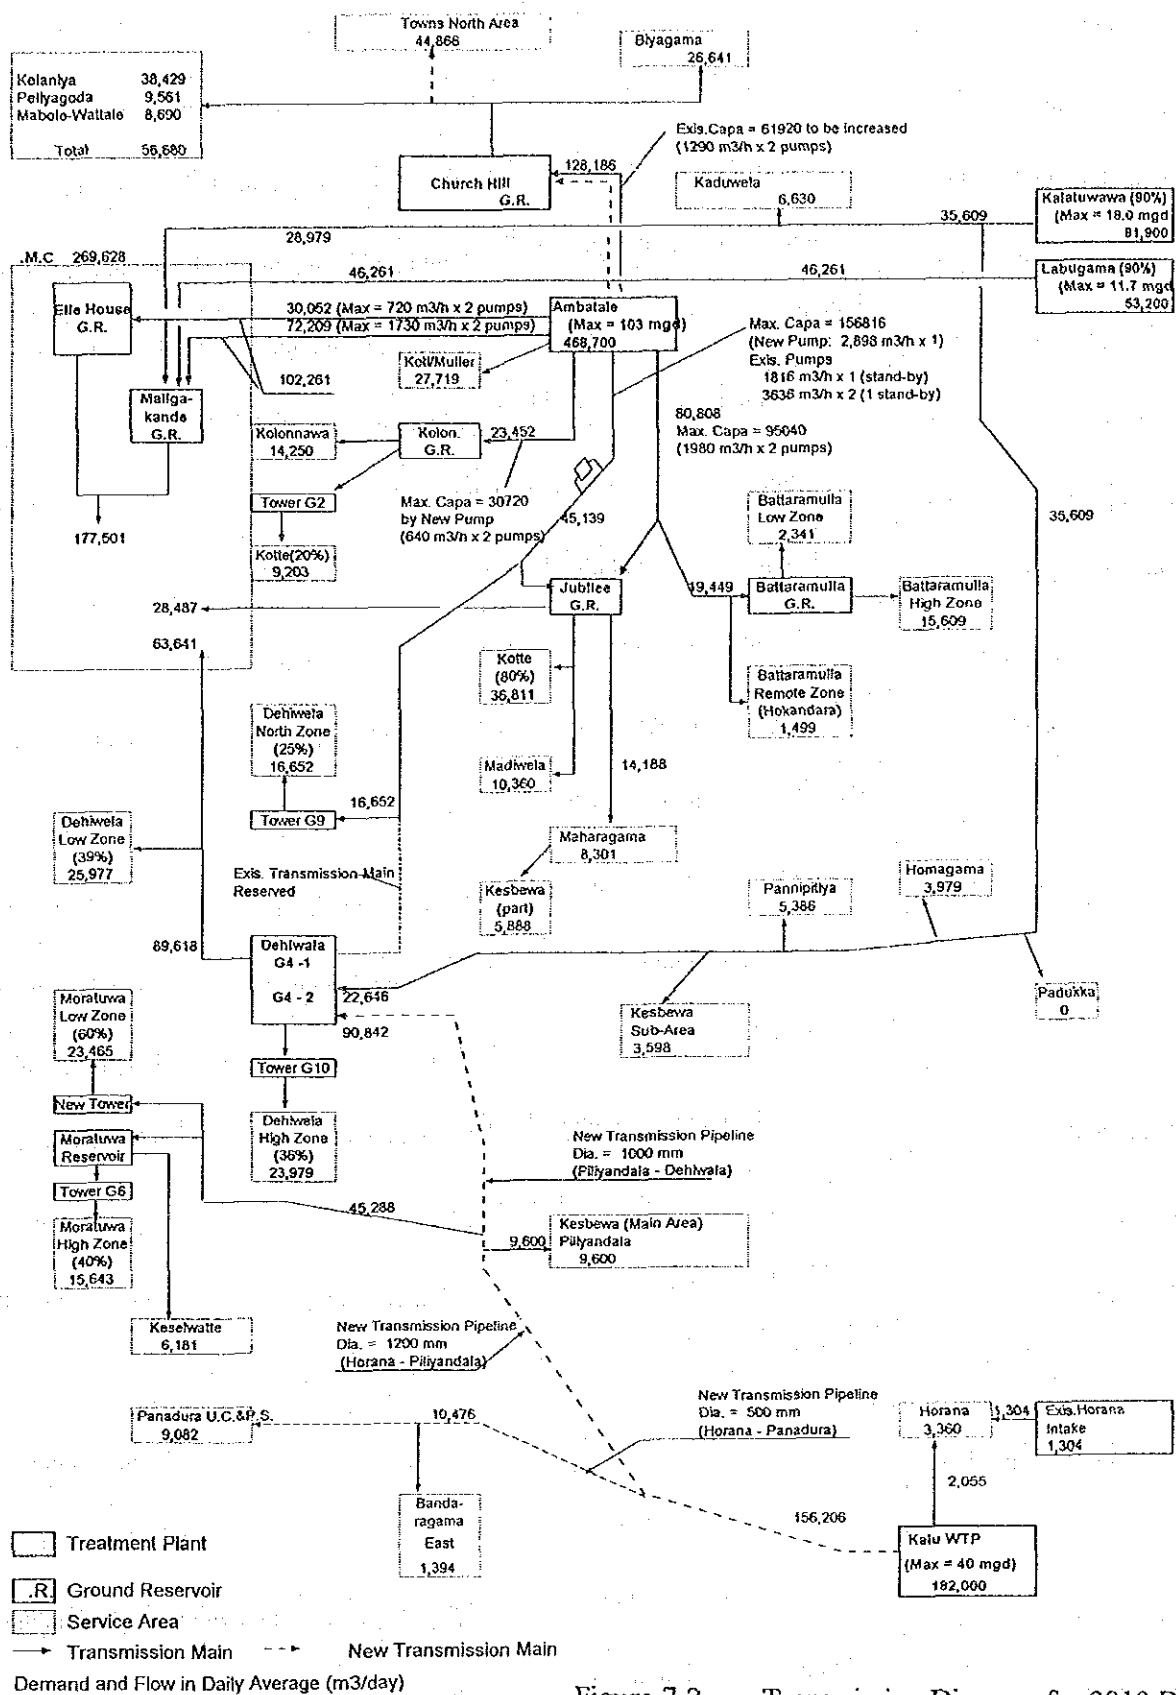 Towns North Area
44,866
Biyagama
26,641
Kolaniya 38,429
Peliyagoda 9,561
Mabolo-Wattale 8,690
Total 56,680
Exis.Capa = 61920 to be increased
(1290 m3/h x 2 pumps)
128,186
Church Hill
G.R.
Kaduwela
6,630
35,609
Kalatuwawa (90%)
(Max = 18.0 mgd
81,900
28,979
.M.C 269,628
46,261
46,261
Labugama (90%)
(Max = 11.7 mgd
53,200
Elie House
G.R.
30,052 (Max = 720 m3/h x 2 pumps)
72,209 (Max = 1730 m3/h x 2 pumps)
Ambatale
(Max = 103 mgd)
468,700
Max. Capa = 156816
(New Pump: 2,898 m3/h x 1)
Exis. Pumps
1816 m3/h x 1 (stand-by)
3636 m3/h x 2 (1 stand-by)
Koti/Muller
27,719
102,261
Maliga-
kande
G.R.
80,808
Max. Capa = 95040
(1980 m3/h x 2 pumps)
Kolonnawa
14,250
Kolon.
G.R.
23,452
Tower G2
Max. Capa = 30720
by New Pump
(640 m3/h x 2 pumps)
45,139
Battaramulla
Low Zone
2,341
35,609
177,501
Kotte(20%)
9,203
28,487
Jubilee
G.R.
19,449
Battaramulla
G.R.
Battaramulla
High Zone
15,609
63,641
Kotte
(80%)
36,811
Battaramulla
Remote Zone
(Hokandara)
1,499
Dehiwela
North Zone
(25%)
16,652
Madiwela
10,360
14,188
16,652
Tower G9
Dehiwela
Low Zone
(39%)
25,977
Maharagama
8,301
Exis. Transmission Main
Reserved
Kesbewa
(part)
5,888
Pannipitiya
5,386
Homagama
3,979
89,618
Dehiwala
G4 -1
G4 - 2
22,646
90,842
Moratuwa
Low Zone
(60%)
23,465
Kesbewa
Sub-Area
3,598
Padukka
0
Tower G10
New Tower
Dehiwela
High Zone
(36%)
23,979
Moratuwa
Reservoir
New Transmission Pipeline
Dia. = 1000 mm
(Piliyandala - Dehiwala)
Tower G6
45,288
Moratuwa
High Zone
(40%)
15,643
9,600
Kesbewa (Main Area)
Piliyandala
9,600
Keselwatte
6,181
New Transmission Pipeline
Dia. = 1200 mm
(Horana - Piliyandala)
New Transmission Pipeline
Dia. = 500 mm
(Horana - Panadura)
Panadura U.C.&P.S.
9,082
10,476
Horana
3,360
1,304
Exis.Horana
Intake
1,304
2,055
Banda-
ragama
East
1,394
156,206
Kalu WTP
(Max = 40 mgd)
182,000
Treatment Plant
.R. Ground Reservoir
Service Area
Transmission Main New Transmission Main
Demand and Flow in Daily Average (m3/day)